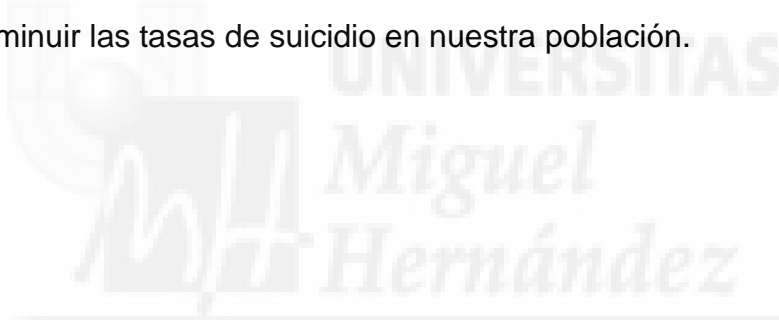 minuir las tasas de suicidio en nuestra población.
UNIVERSITAS
Miguel
Hernández